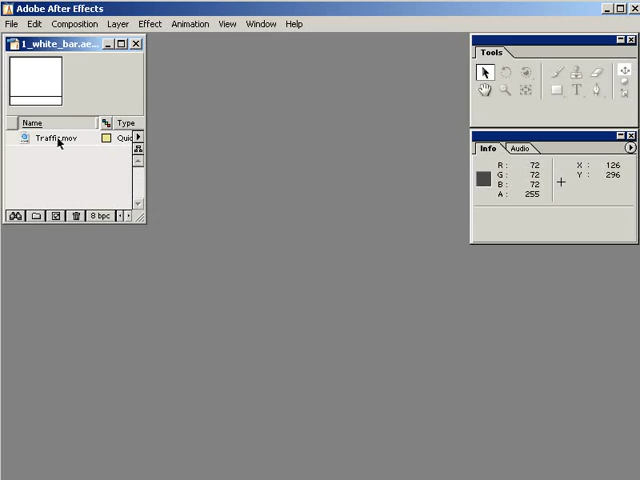 Adobe After Effects
File Edit Composition Layer Effect Animation View Window Help
1_white_bar.ae...
Name Type
Traffic.mov Quic
8 bpc
Tools
Info Audio
R : 72 X : 126
G : 72 Y : 296
B : 72
A : 255